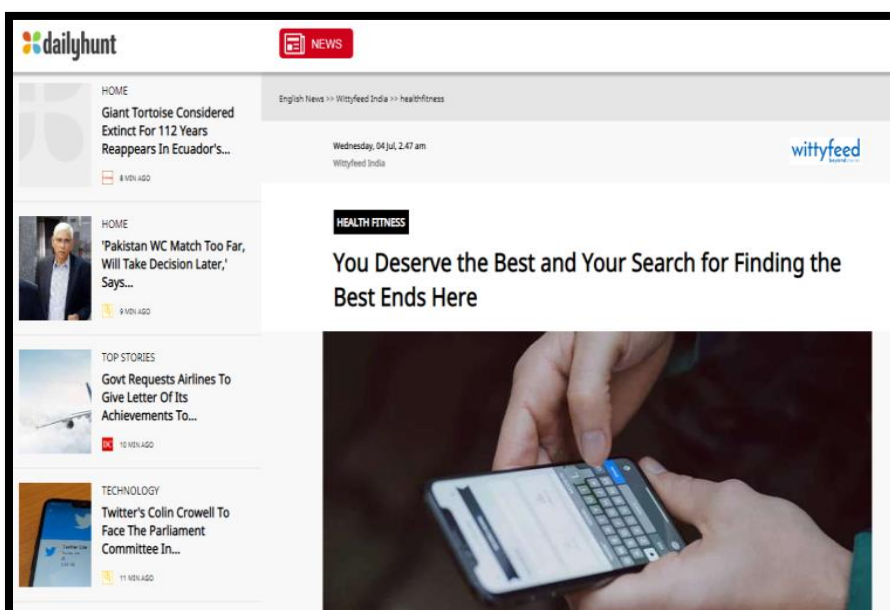 dailyhunt
NEWS
HOME
Giant Tortoise Considered
Extinct For 112 Years
Reappears In Ecuador's...
8 MIN AGO
HOME
'Pakistan WC Match Too Far,
Will Take Decision Later,'
Says...
9 MIN AGO
TOP STORIES
Govt Requests Airlines To
Give Letter Of Its
Achievements To...
DC 10 MIN AGO
TECHNOLOGY
Twitter's Colin Crowell To
Face The Parliament
Committee In...
11 MIN AGO
English News >> Wittyfeed India >> healthfitness
Wednesday, 04 Jul, 2.47 am
Wittyfeed India
wittyfeed
HEALTH FITNESS
You Deserve the Best and Your Search for Finding the
Best Ends Here